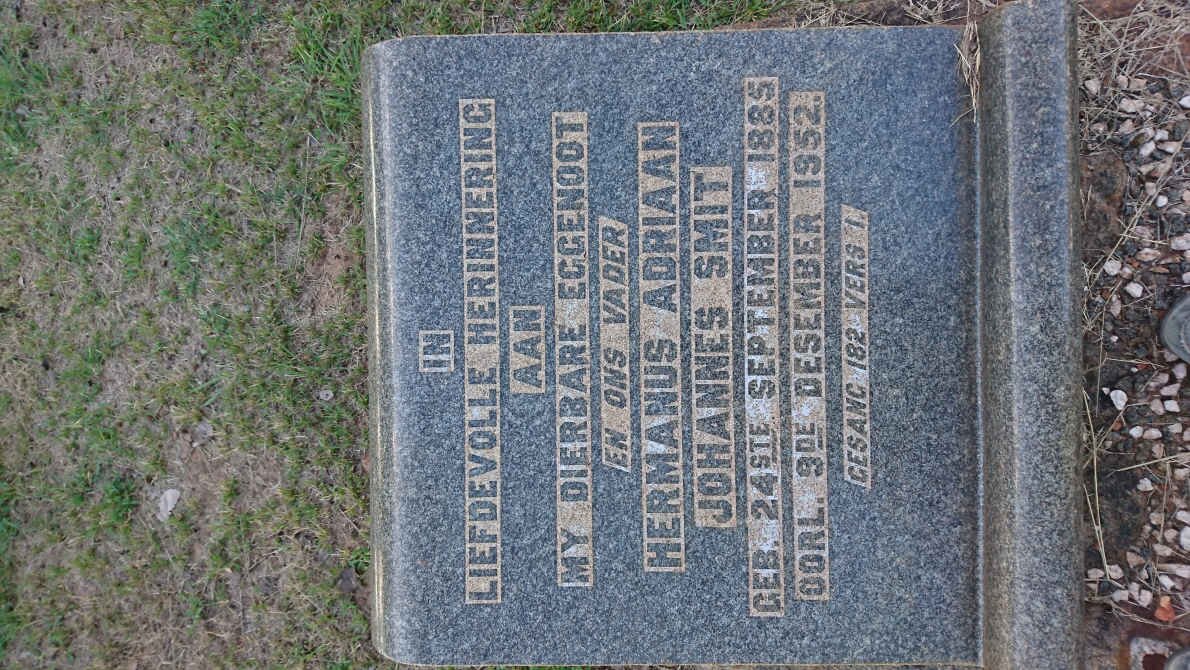 IN
LIEFDEVOLLE HERINNERING
AAN
MY DIERBARE EGGENOOT
EN ONS VADER
HERMANUS ADRIAAN
JOHANNES SMIT
GEB. 24STE SEPTEMBER 1885
OORL. 9DE DESEMBER 1952.
GESANG 182 VERS 1